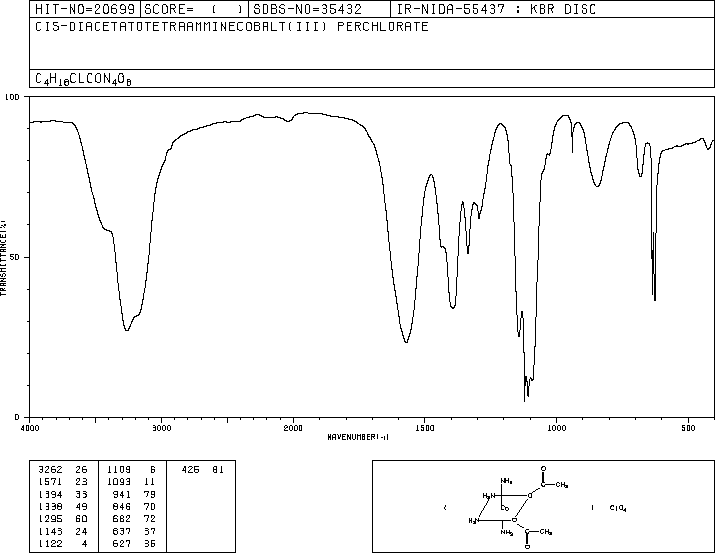 HIT-NO=20699 SCORE= ( ) SDBS-NO=35432 IR-NIDA-55437 : KBR DISC
CIS-DIACETATOTETRAAMMINECOBALT(III) PERCHLORATE
C4H18CLCON4O8
100
50
0
TRANSMITTANCE(%)
4000 3000 2000 1500 1000 500
WAVENUMBER(-1)
3262 26 1109 6 426 81
1571 23 1093 11
1394 33 941 79
1338 49 846 70
1295 60 682 72
1143 24 637 37
1122 4 627 36
O
NH3 C CH3
H3N O
( CO ) ClO4
H3N O
NH3 C CH3
O